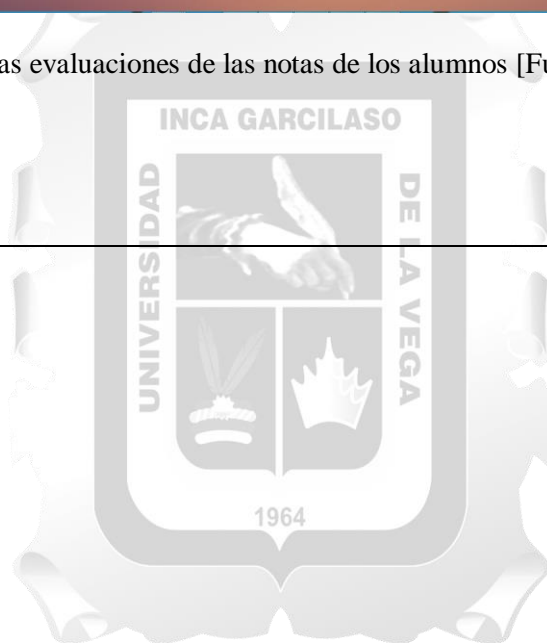 as evaluaciones de las notas de los alumnos [Fu
INCA GARCILASO
UNIVERSIDAD
DE LA VEGA
1964